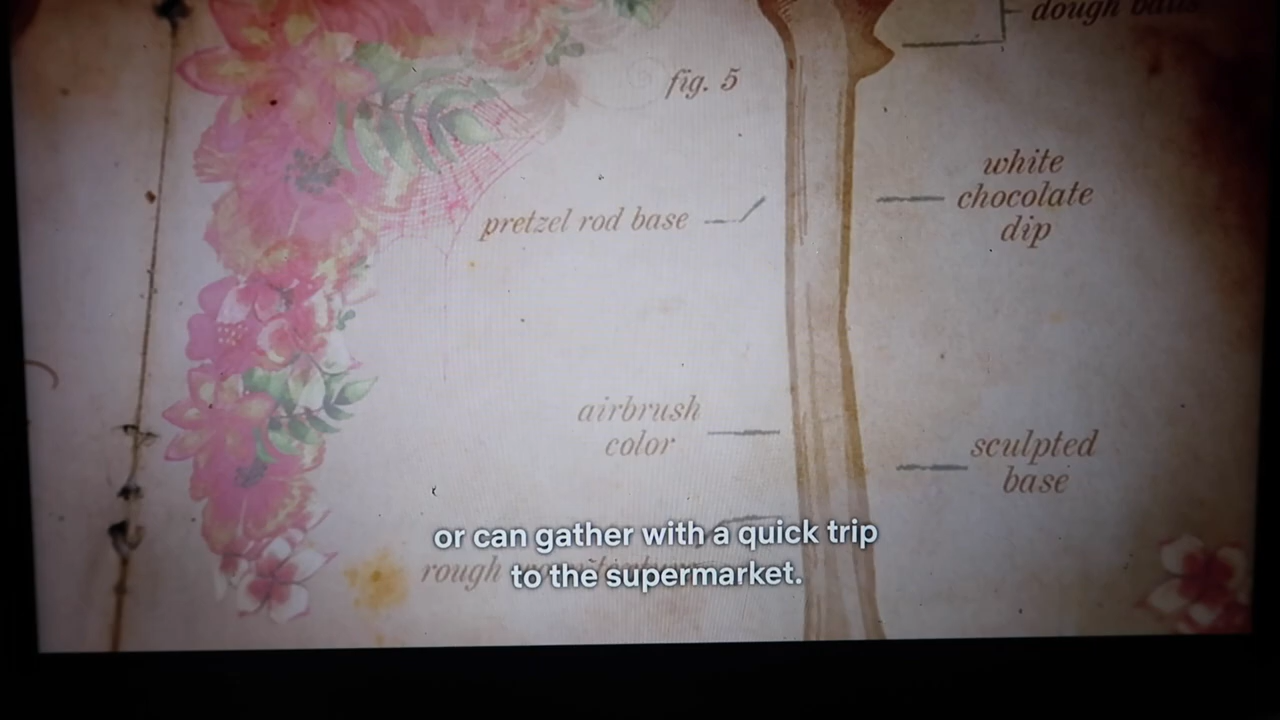 dough balls
fig. 5
white
chocolate
dip
pretzel rod base
airbrush
color
sculpted
base
or can gather with a quick trip
to the supermarket.
rough